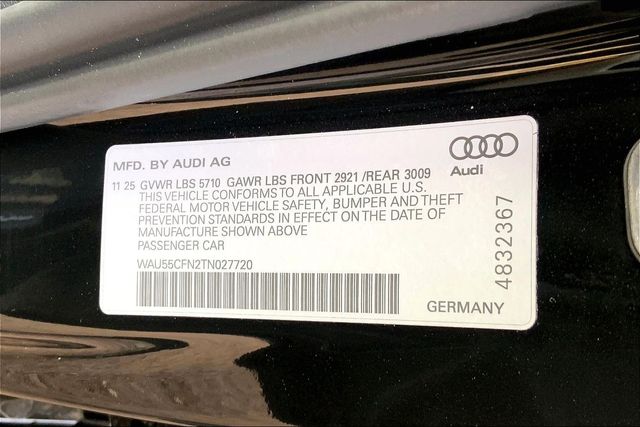 MFD. BY AUDI AG
Audi
11 25 GVWR LBS 5710 GAWR LBS FRONT 2921 /REAR 3009
THIS VEHICLE CONFORMS TO ALL APPLICABLE U.S.
FEDERAL MOTOR VEHICLE SAFETY, BUMPER AND THEFT
PREVENTION STANDARDS IN EFFECT ON THE DATE OF
MANUFACTURE SHOWN ABOVE
PASSENGER CAR
WAU55CFN2TN027720
GERMANY
4832367